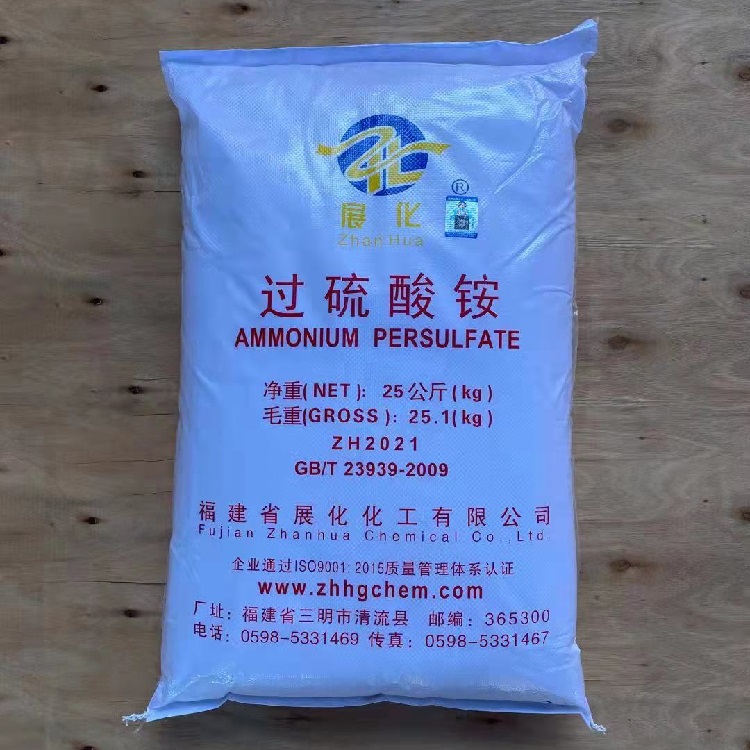 ZL
®
展化
ZhanHua
过硫酸铵
AMMONIUM PERSULFATE
净重(NET): 25公斤(kg)
毛重(GROSS): 25.1(kg)
ZH2021
GB/T 23939-2009
福建省展化化工有限公司
Fujian Zhanhua Chemical Co.,Ltd.
企业通过ISO9001:2015质量管理体系认证
www.zhhgchem.com
厂址: 福建省三明市清流县 邮编: 365300
电话: 0598-5331469 传真: 0598-5331467